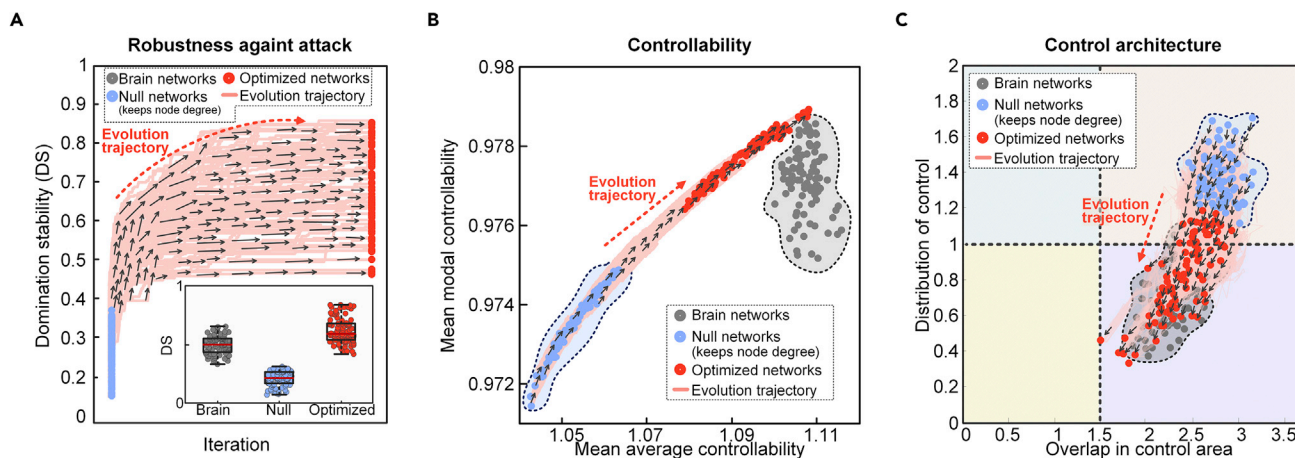 A
Robustness againt attack
Domination stability (DS)
1
0.9
0.8
0.7
0.6
0.5
0.4
0.3
0.2
0
Brain networks
Optimized networks
Null networks
(keeps node degree)
Evolution trajectory
Evolution
trajectory
DS
1
0
Brain
Null
Optimized
Iteration
B
Controllability
Mean modal controllability
0.98
0.978
0.976
0.974
0.972
Evolution
trajectory
Brain networks
Null networks
(keeps node degree)
Optimized networks
Evolution trajectory
1.05
1.07
1.09
1.11
Mean average controllability
C
Control architecture
Distribution of control
2
1.8
1.6
1.4
1.2
1
0.8
0.6
0.4
0.2
0
Brain networks
Null networks
(keeps node degree)
Optimized networks
Evolution trajectory
Evolution
trajectory
0
0.5
1
1.5
2
2.5
3
3.5
Overlap in control area